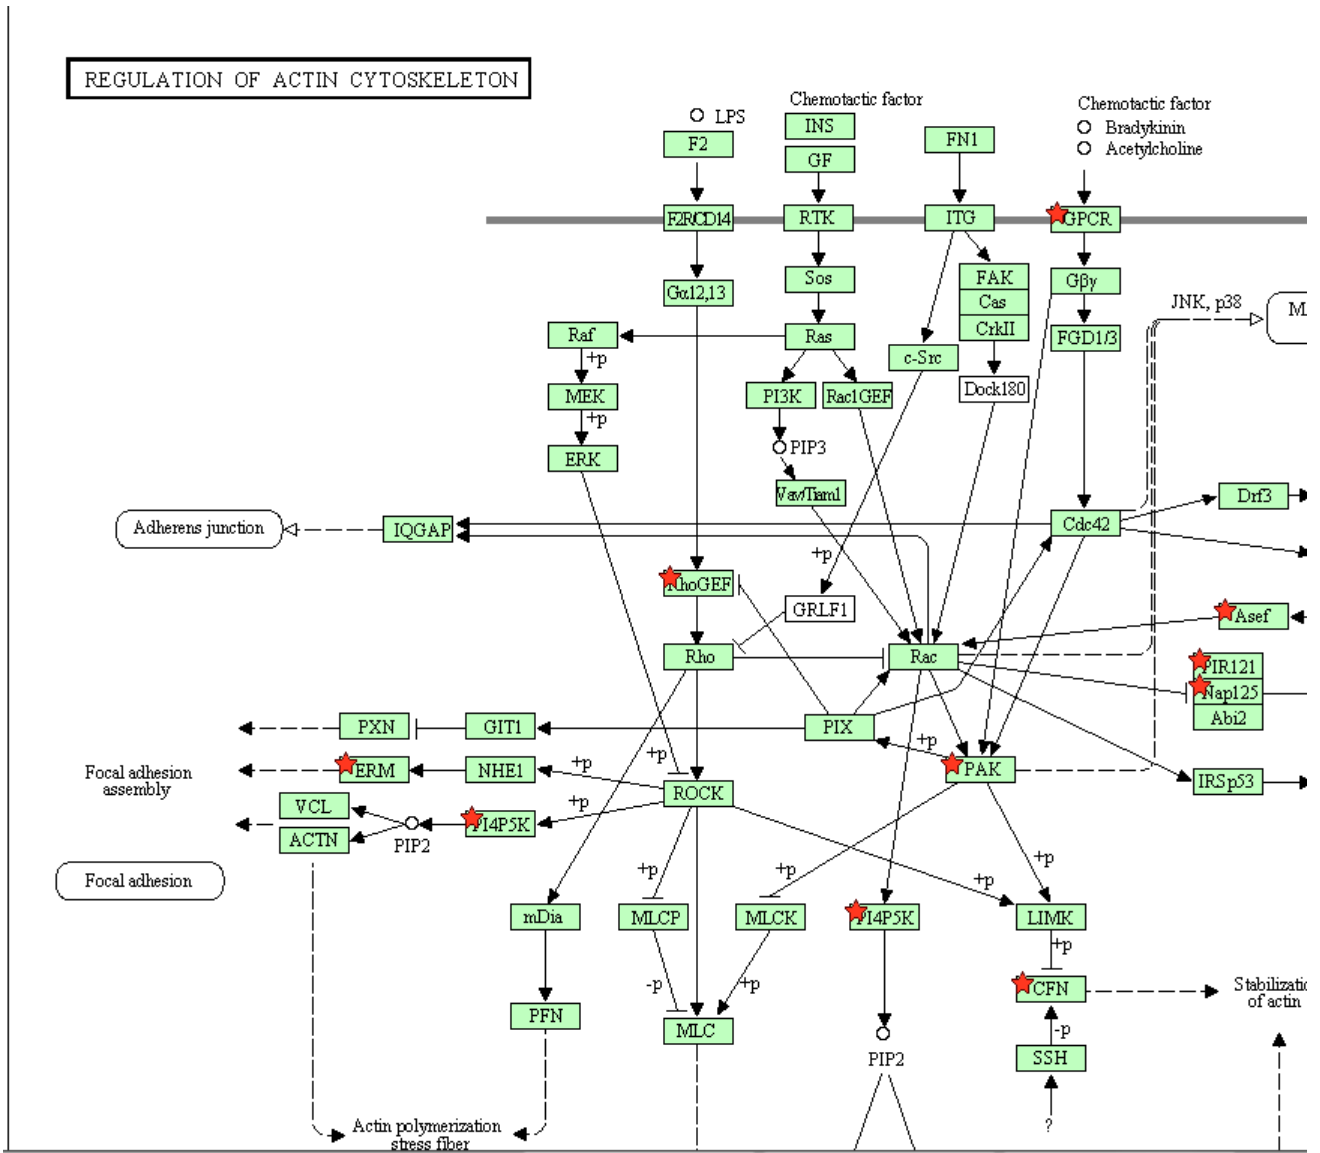 REGULATION OF ACTIN CYTOSKELETON
LPS
Chemotactic factor
Chemotactic factor
Bradykinin
Acetylcholine
F2
INS
GF
FN1
F2R/CD14
RTK
ITG
GPCR
Gα12,13
Sos
FAK
Cas
CrkII
Gβγ
JNK, p38
Raf
Ras
c-Src
FGD1/3
+p
MEK
PI3K
Rac1GEF
Dock180
+p
ERK
PIP3
Vav/Tiam1
Drf3
Adherens junction
IQGAP
Cdc42
+p
RhoGEF
GRLF1
Asef
Rho
Rac
PIR121
Nap125
Abi2
PXN
GIT1
PIX
+p
+p
Focal adhesion
assembly
ERM
NHE1
+p
PAK
IRSp53
ROCK
VCL
+p
ACTN
PIP2
PI4P5K
Focal adhesion
+p
+p
+p
+p
mDia
MLCP
MLCK
PI4P5K
LIMK
+p
-p
+p
CFN
of actin
PFN
MLC
-p
PIP2
SSH
?
Actin polymerization
stress fiber